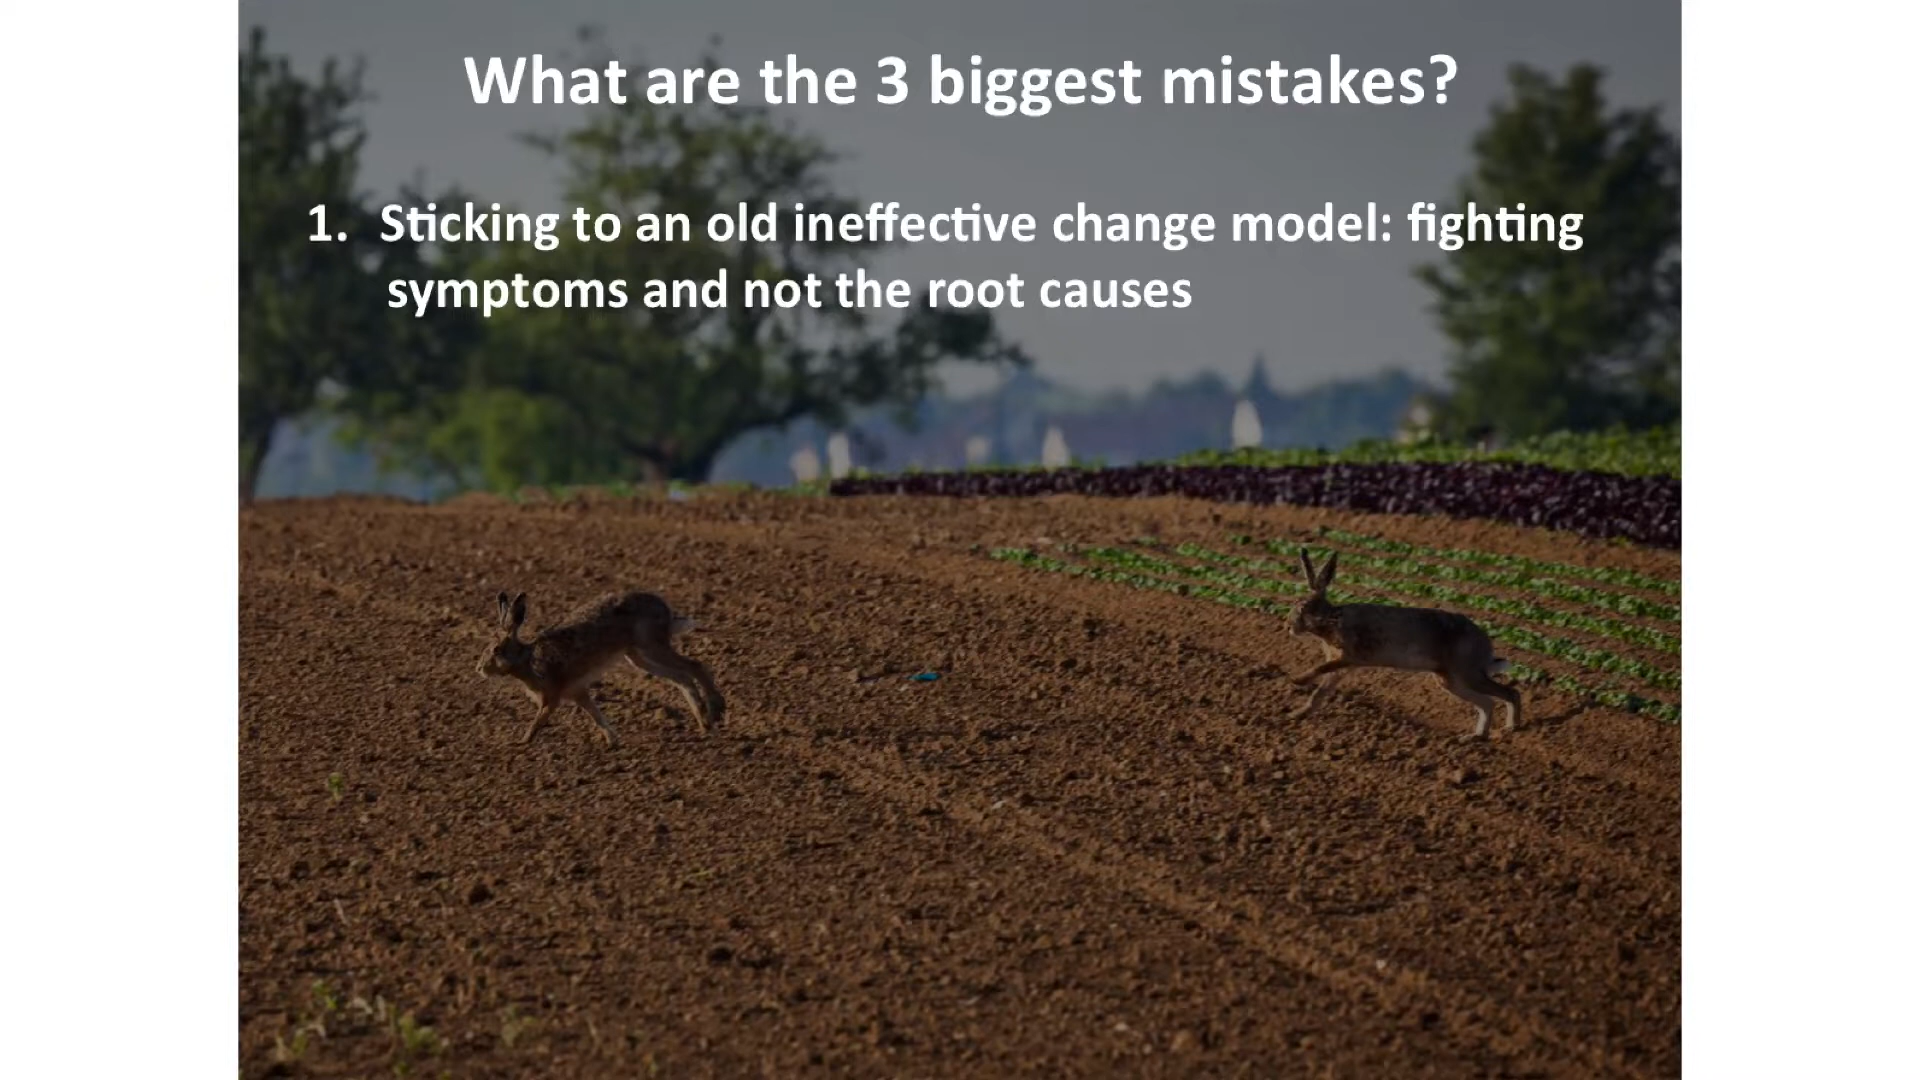 What are the 3 biggest mistakes?
1. Sticking to an old ineffective change model: fighting
symptoms and not the root causes